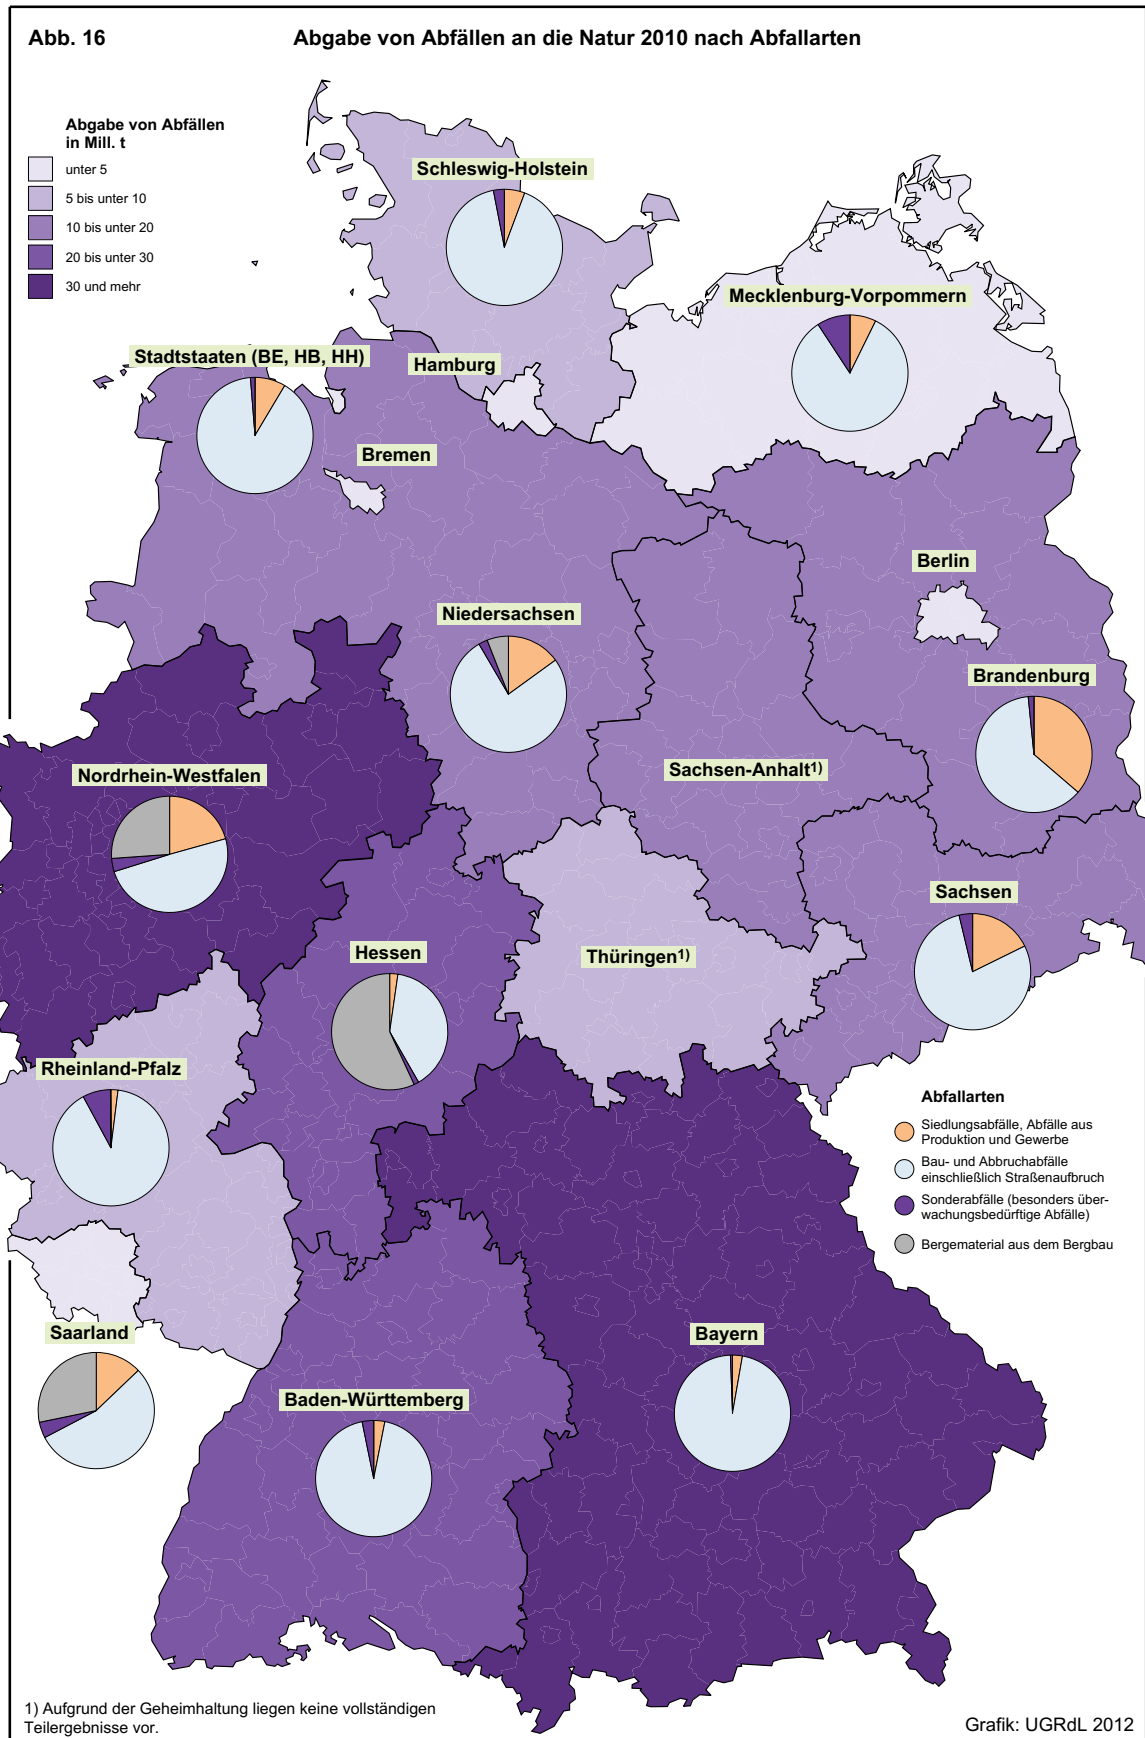 Abb. 16
Abgabe von Abfällen an die Natur 2010 nach Abfallarten
Abgabe von Abfällen
in Mill. t
unter 5
5 bis unter 10
10 bis unter 20
20 bis unter 30
30 und mehr
Schleswig-Holstein
Mecklenburg-Vorpommern
Stadtstaaten (BE, HB, HH)
Hamburg
Bremen
Berlin
Niedersachsen
Brandenburg
Nordrhein-Westfalen
Sachsen-Anhalt1)
Sachsen
Hessen
Thüringen1)
Rheinland-Pfalz
Abfallarten
Siedlungsabfälle, Abfälle aus
Produktion und Gewerbe
Bau- und Abbruchabfälle
einschließlich Straßenaufbruch
Sonderabfälle (besonders über-
wachungsbedürftige Abfälle)
Bergematerial aus dem Bergbau
Saarland
Bayern
Baden-Württemberg
1) Aufgrund der Geheimhaltung liegen keine vollständigen
Teilergebnisse vor.
Grafik: UGRdL 2012